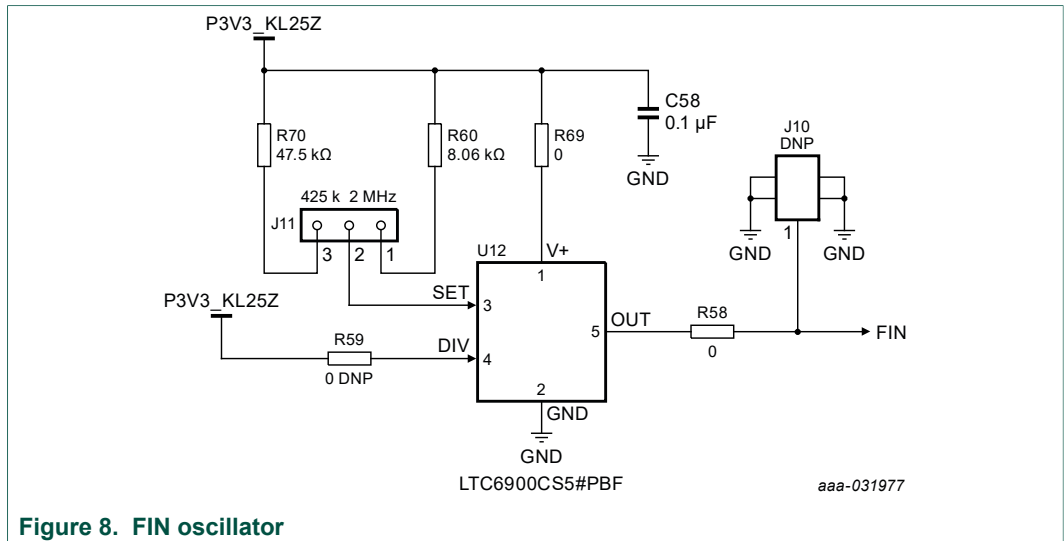 P3V3_KL25Z
R70
47.5 kΩ
R60
8.06 kΩ
R69
0
C58
0.1 µF
GND
J10
DNP
GND
1
GND
425 k 2 MHz
J11
3 2 1
U12
V+
1
P3V3_KL25Z
SET
3
R59
0 DNP
DIV
4
5
OUT
R58
0
FIN
2
GND
GND
LTC6900CS5#PBF
aaa-031977
Figure 8. FIN oscillator